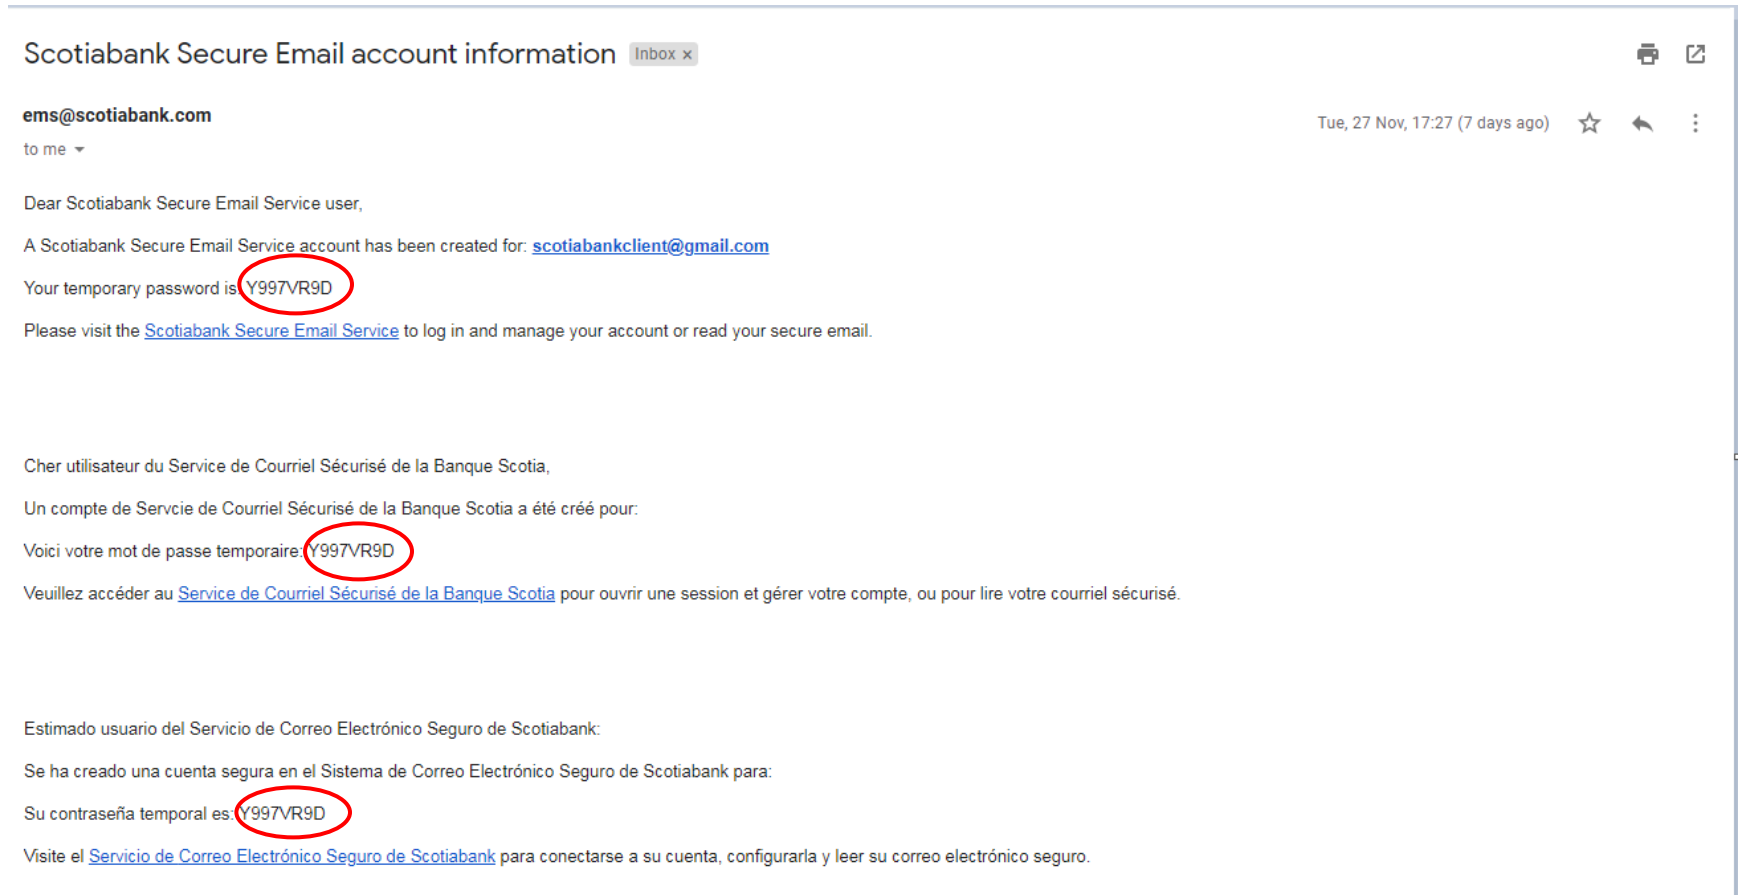 Scotiabank Secure Email account information Inbox x
ems@scotiabank.com
Tue, 27 Nov, 17:27 (7 days ago)
to me
Dear Scotiabank Secure Email Service user,
A Scotiabank Secure Email Service account has been created for: scotiabankclient@gmail.com
Your temporary password is: Y997VR9D
Please visit the Scotiabank Secure Email Service to log in and manage your account or read your secure email.
Cher utilisateur du Service de Courriel Sécurisé de la Banque Scotia,
Un compte de Servcie de Courriel Sécurisé de la Banque Scotia a été créé pour:
Voici votre mot de passe temporaire: Y997VR9D
Veuillez accéder au Service de Courriel Sécurisé de la Banque Scotia pour ouvrir une session et gérer votre compte, ou pour lire votre courriel sécurisé.
Estimado usuario del Servicio de Correo Electrónico Seguro de Scotiabank:
Se ha creado una cuenta segura en el Sistema de Correo Electrónico Seguro de Scotiabank para:
Su contraseña temporal es: Y997VR9D
Visite el Servicio de Correo Electrónico Seguro de Scotiabank para conectarse a su cuenta, configurarla y leer su correo electrónico seguro.